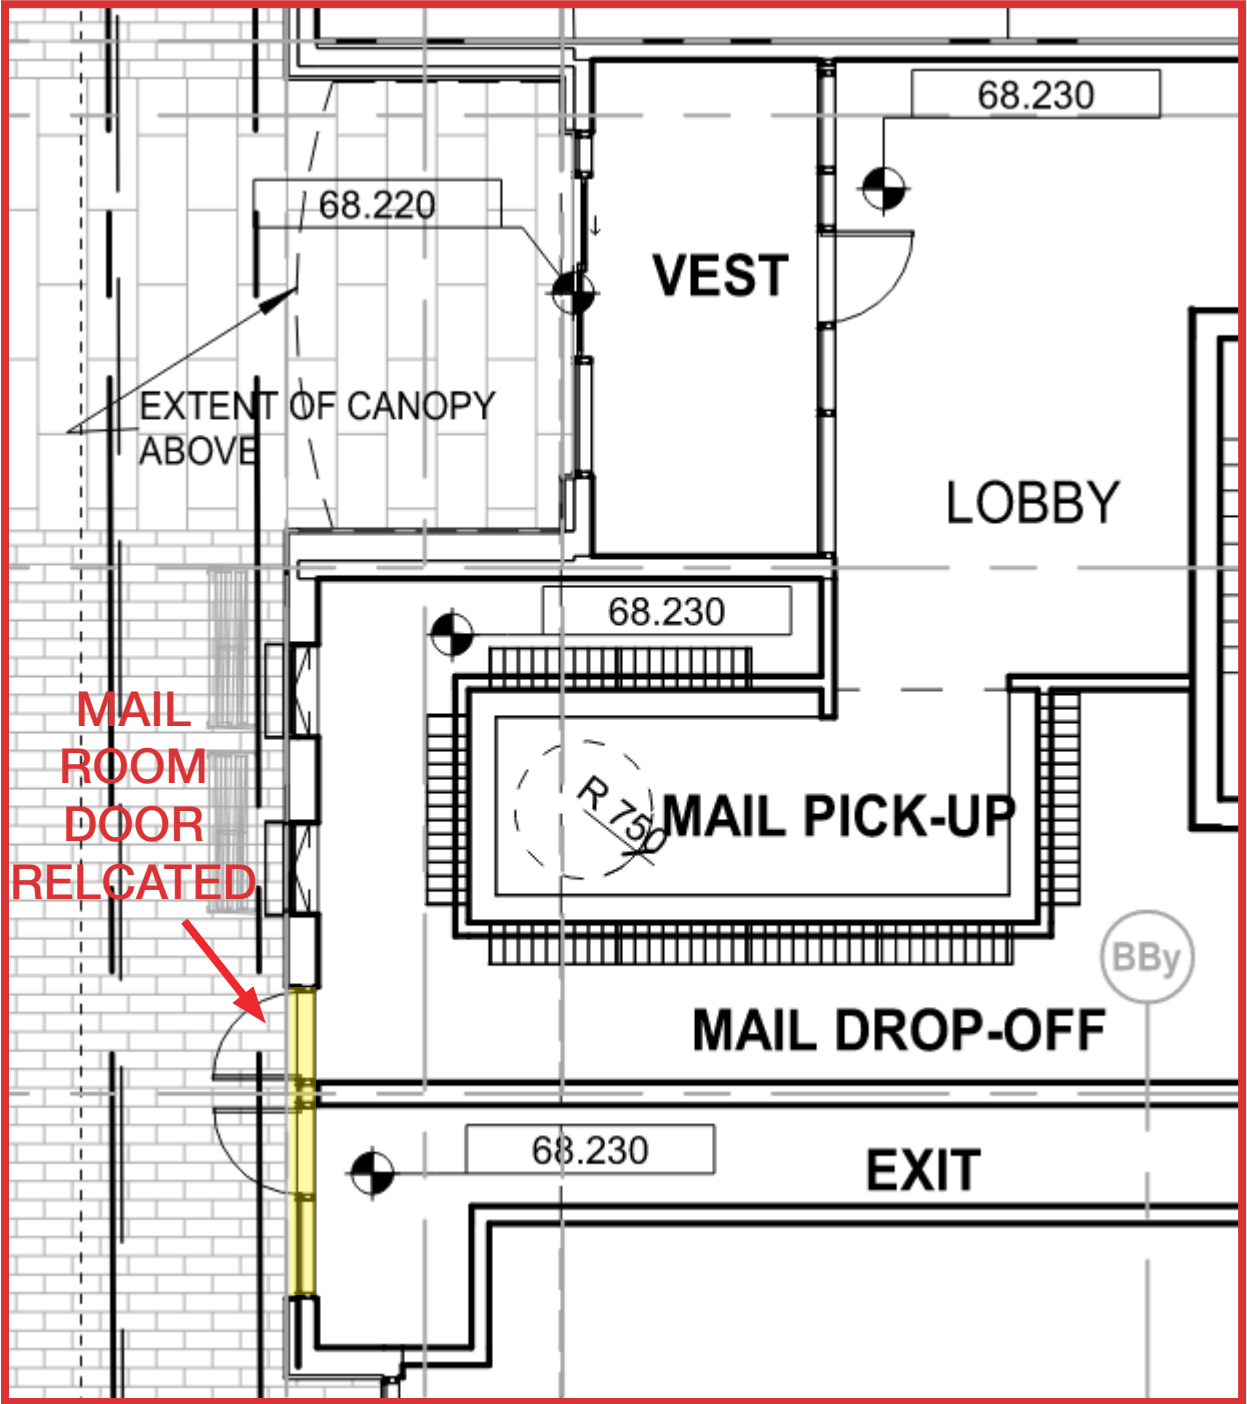 68.230
68.220
VEST
EXTENT OF CANOPY
ABOVE
LOBBY
68.230
MAIL
ROOM
DOOR
RELCATED
R 750
MAIL PICK-UP
BBy
MAIL DROP-OFF
68.230
EXIT